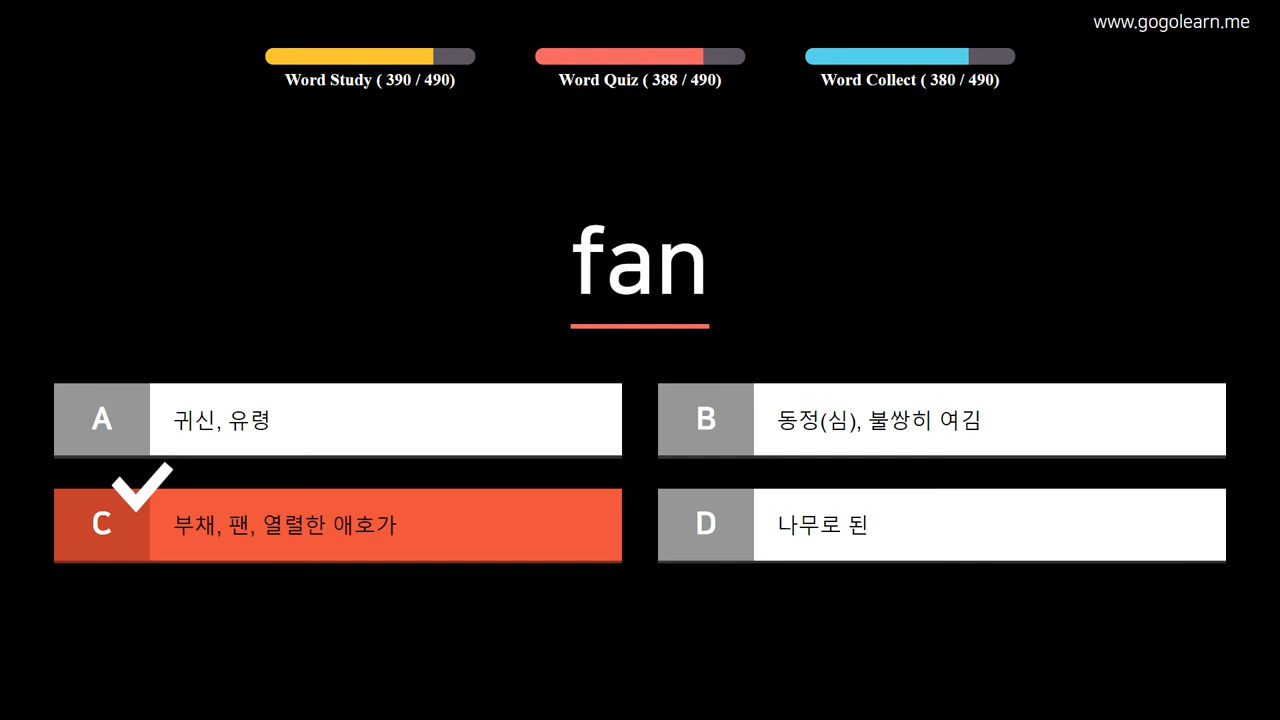 www.gogolearn.me
Word Study ( 390 / 490)
Word Quiz ( 388 / 490)
Word Collect ( 380 / 490)
fan
A
귀신, 유령
B
동정(심), 불쌍히 여김
C
부채, 팬, 열렬한 애호가
D
나무로 된